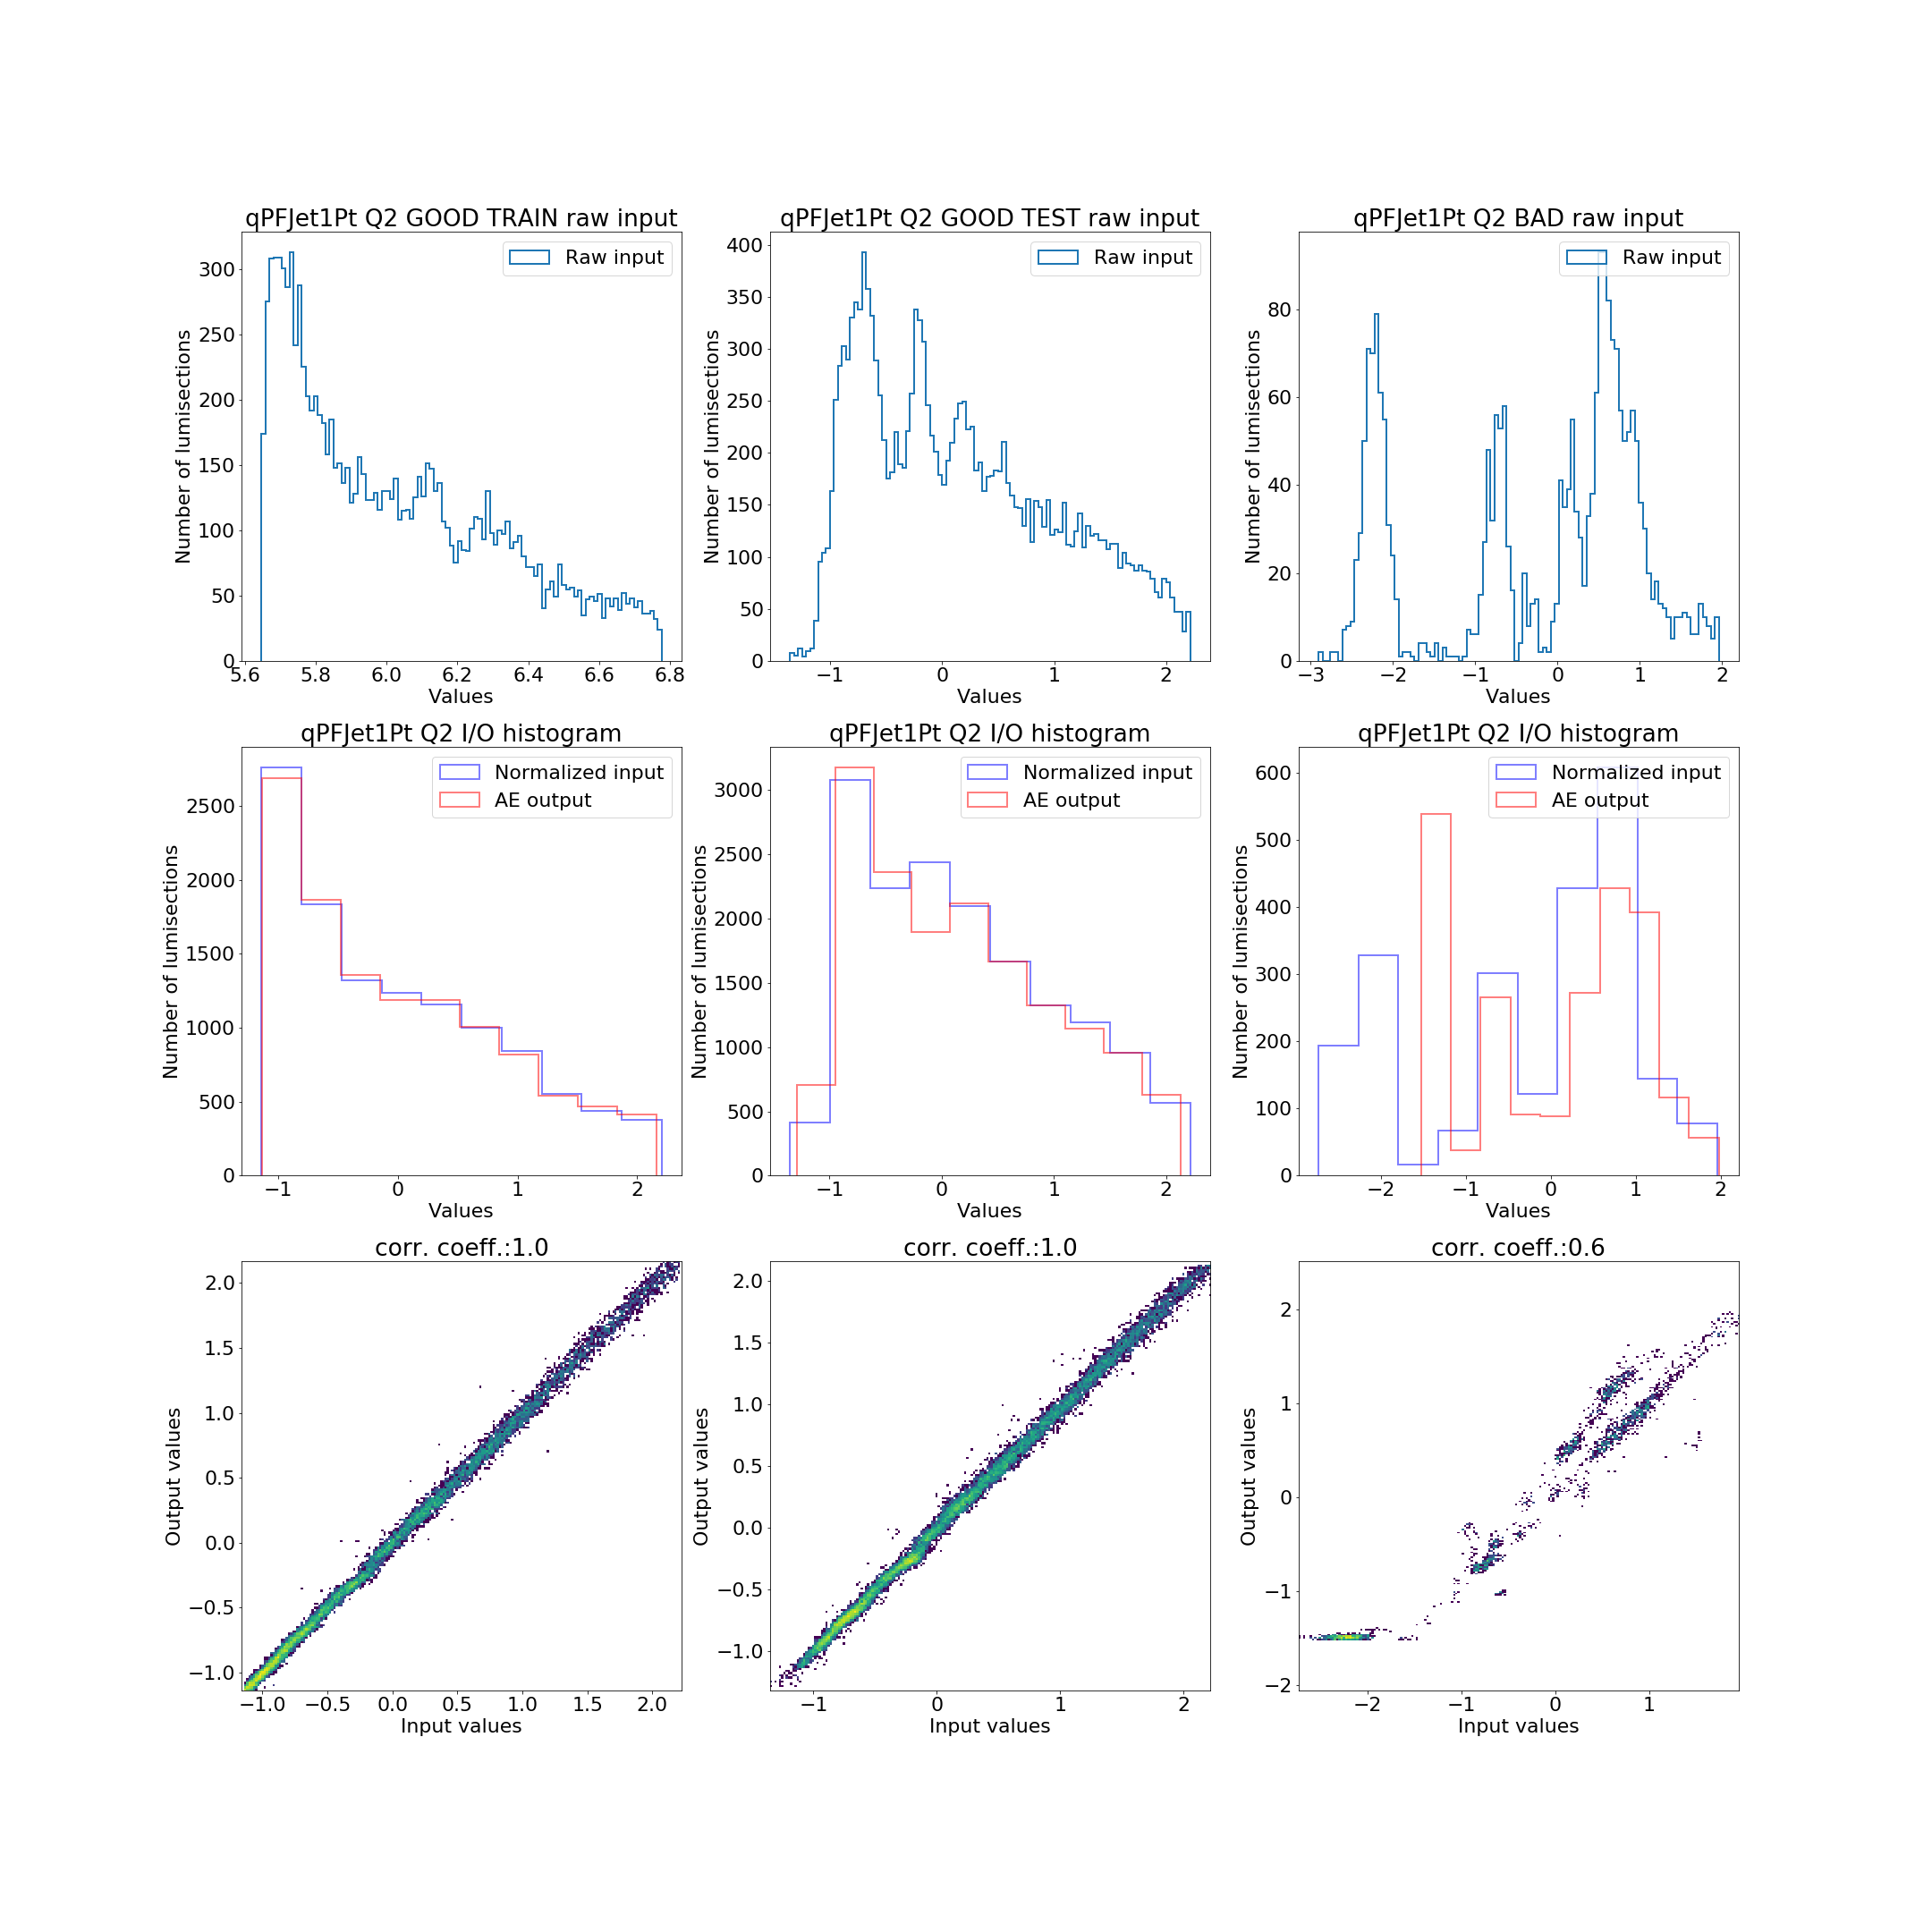 qPFJet1Pt Q2 GOOD TRAIN raw input
Raw input
Number of lumisections
300
250
200
150
100
50
0
5.6 5.8 6.0 6.2 6.4 6.6 6.8
Values
qPFJet1Pt Q2 GOOD TEST raw input
Raw input
Number of lumisections
400
350
300
250
200
150
100
50
0
−1 0 1 2
Values
qPFJet1Pt Q2 BAD raw input
Raw input
Number of lumisections
80
60
40
20
0
−3 −2 −1 0 1 2
Values
qPFJet1Pt Q2 I/O histogram
Normalized input
AE output
Number of lumisections
2500
2000
1500
1000
500
0
−1 0 1 2
Values
qPFJet1Pt Q2 I/O histogram
Normalized input
AE output
Number of lumisections
3000
2500
2000
1500
1000
500
0
−1 0 1 2
Values
qPFJet1Pt Q2 I/O histogram
Normalized input
AE output
Number of lumisections
600
500
400
300
200
100
0
−2 −1 0 1 2
Values
corr. coeff.:1.0
Output values
2.0
1.5
1.0
0.5
0.0
−0.5
−1.0
−1.0 −0.5 0.0 0.5 1.0 1.5 2.0
Input values
corr. coeff.:1.0
Output values
2.0
1.5
1.0
0.5
0.0
−0.5
−1.0
−1 0 1 2
Input values
corr. coeff.:0.6
Output values
2
1
0
−1
−2
−2 −1 0 1
Input values